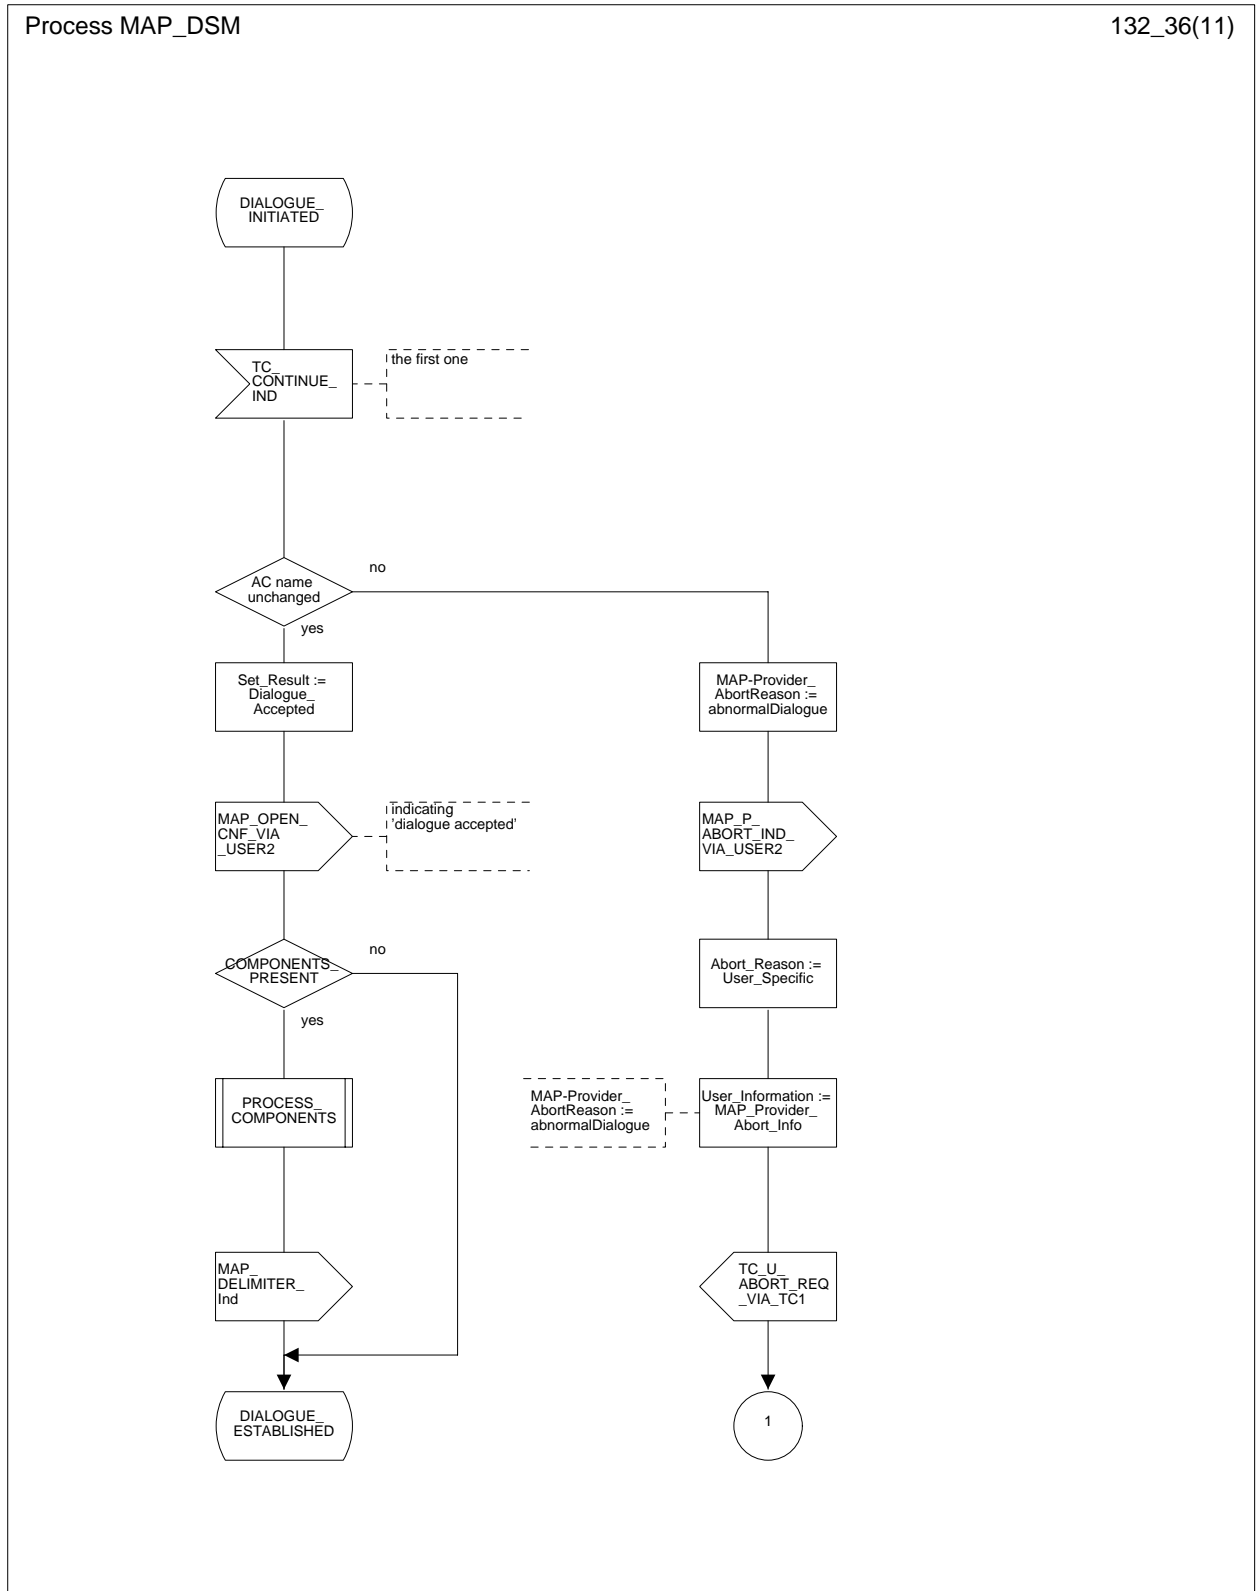 Process MAP_DSM
132_36(11)
DIALOGUE_
INITIATED
TC_
CONTINUE_
IND
the first one
AC name
unchanged
no
yes
Set_Result :=
Dialogue_
Accepted
MAP-Provider_
AbortReason :=
abnormalDialogue
MAP_OPEN_
CNF_VIA
_USER2
indicating
'dialogue accepted'
MAP_P_
ABORT_IND_
VIA_USER2
COMPONENTS_
PRESENT
no
yes
Abort_Reason :=
User_Specific
PROCESS_
COMPONENTS
MAP-Provider_
AbortReason :=
abnormalDialogue
User_Information :=
MAP_Provider_
Abort_Info
MAP_
DELIMITER_
Ind
TC_U_
ABORT_REQ
_VIA_TC1
DIALOGUE_
ESTABLISHED
1